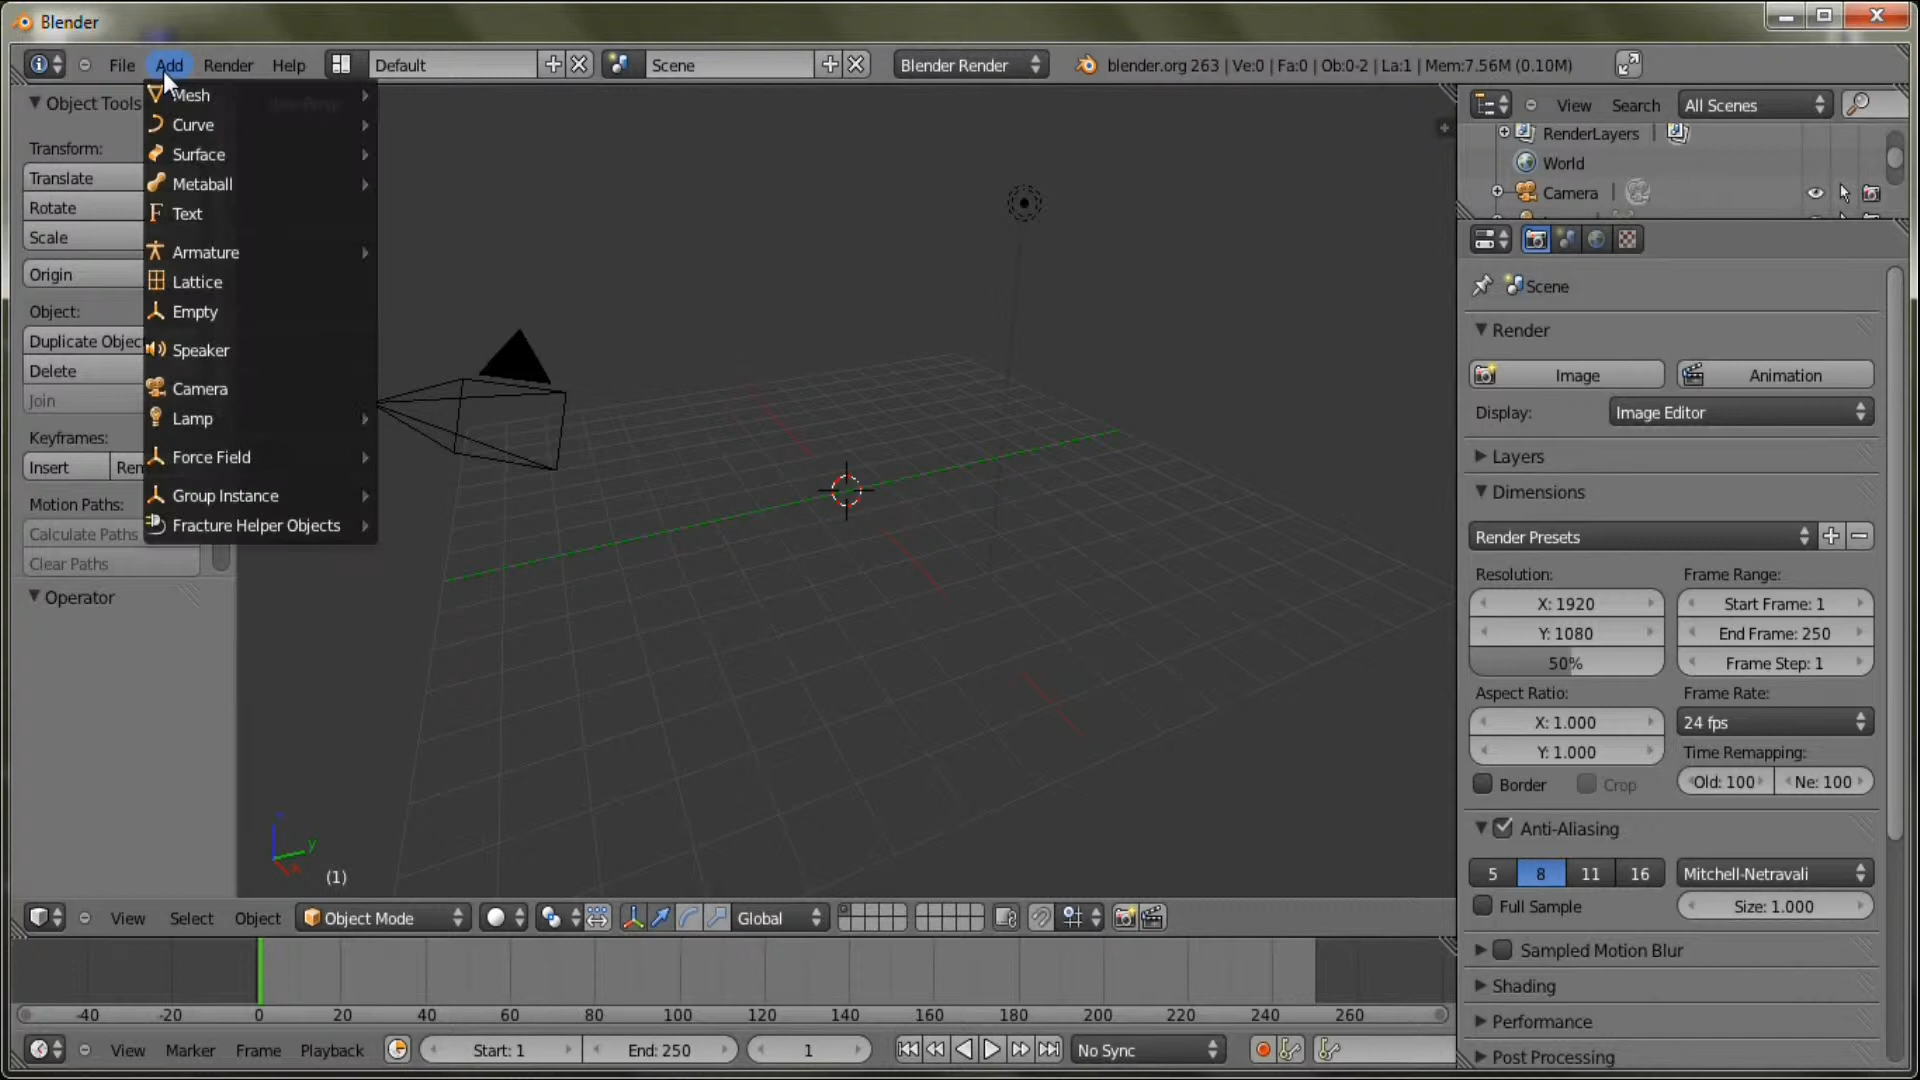 Blender
File Add Render Help Default Scene Blender Render blender.org 263 | Ve:0 | Fa:0 | Ob:0-2 | La:1 | Mem:7.56M (0.10M)
Object Tools
Transform:
Translate
Rotate
Scale
Origin
Object:
Duplicate Objec
Delete
Join
Keyframes:
Insert Ren
Motion Paths:
Calculate Paths
Clear Paths
Operator
Mesh
Curve
Surface
Metaball
Text
Armature
Lattice
Empty
Speaker
Camera
Lamp
Force Field
Group Instance
Fracture Helper Objects
y
x
(1)
View Select Object Object Mode Global
-40 -20 0 20 40 60 80 100 120 140 160 180 200 220 240 260
View Marker Frame Playback Start: 1 End: 250 1 No Sync
View Search All Scenes
RenderLayers
World
Camera
Scene
Render
Image Animation
Display: Image Editor
Layers
Dimensions
Render Presets
Resolution: Frame Range:
X: 1920 Start Frame: 1
Y: 1080 End Frame: 250
50% Frame Step: 1
Aspect Ratio: Frame Rate:
X: 1.000 24 fps
Y: 1.000 Time Remapping:
Border Crop Old: 100 Ne: 100
Anti-Aliasing
5 8 11 16 Mitchell-Netravali
Full Sample Size: 1.000
Sampled Motion Blur
Shading
Performance
Post Processing